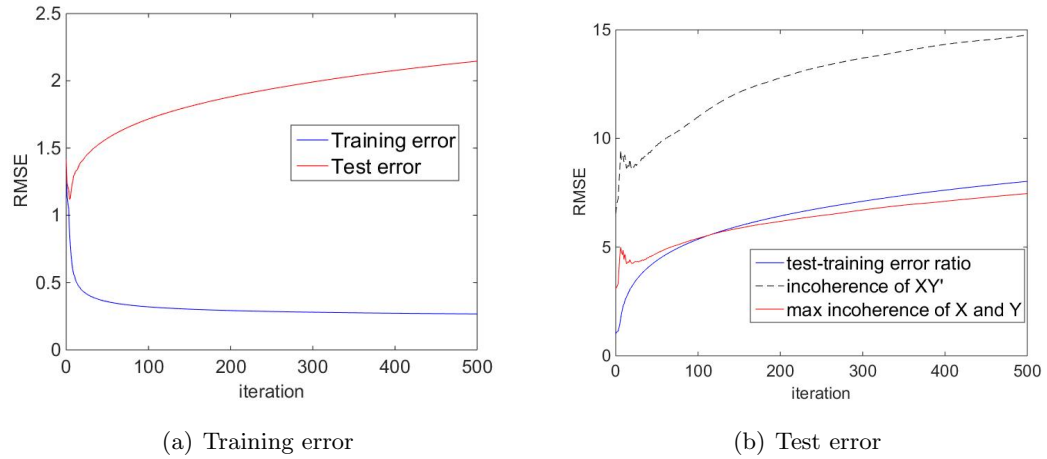 2.5
2
1.5
1
0.5
0
RMSE
Training error
Test error
0 100 200 300 400 500
iteration
(a) Training error
15
10
5
0
RMSE
test-training error ratio
incoherence of XY'
max incoherence of X and Y
0 100 200 300 400 500
iteration
(b) Test error